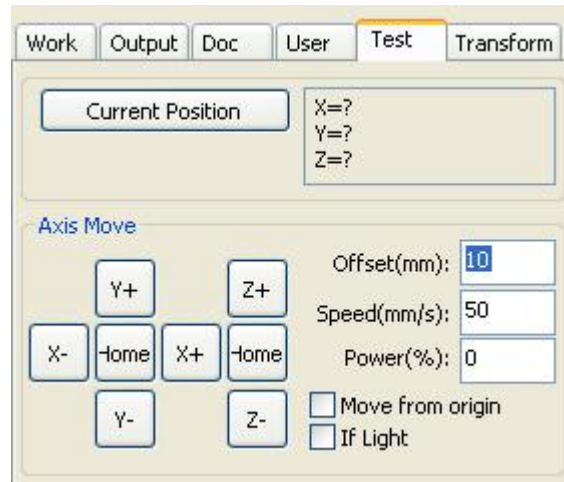 Work Output Doc User Test Transform
Current Position
X=?
Y=?
Z=?
Axis Move
Offset(mm): 10
Y+ Z+
Speed(mm/s): 50
X- Home X+ Home
Power(%): 0
Move from origin
Y- Z-
If Light